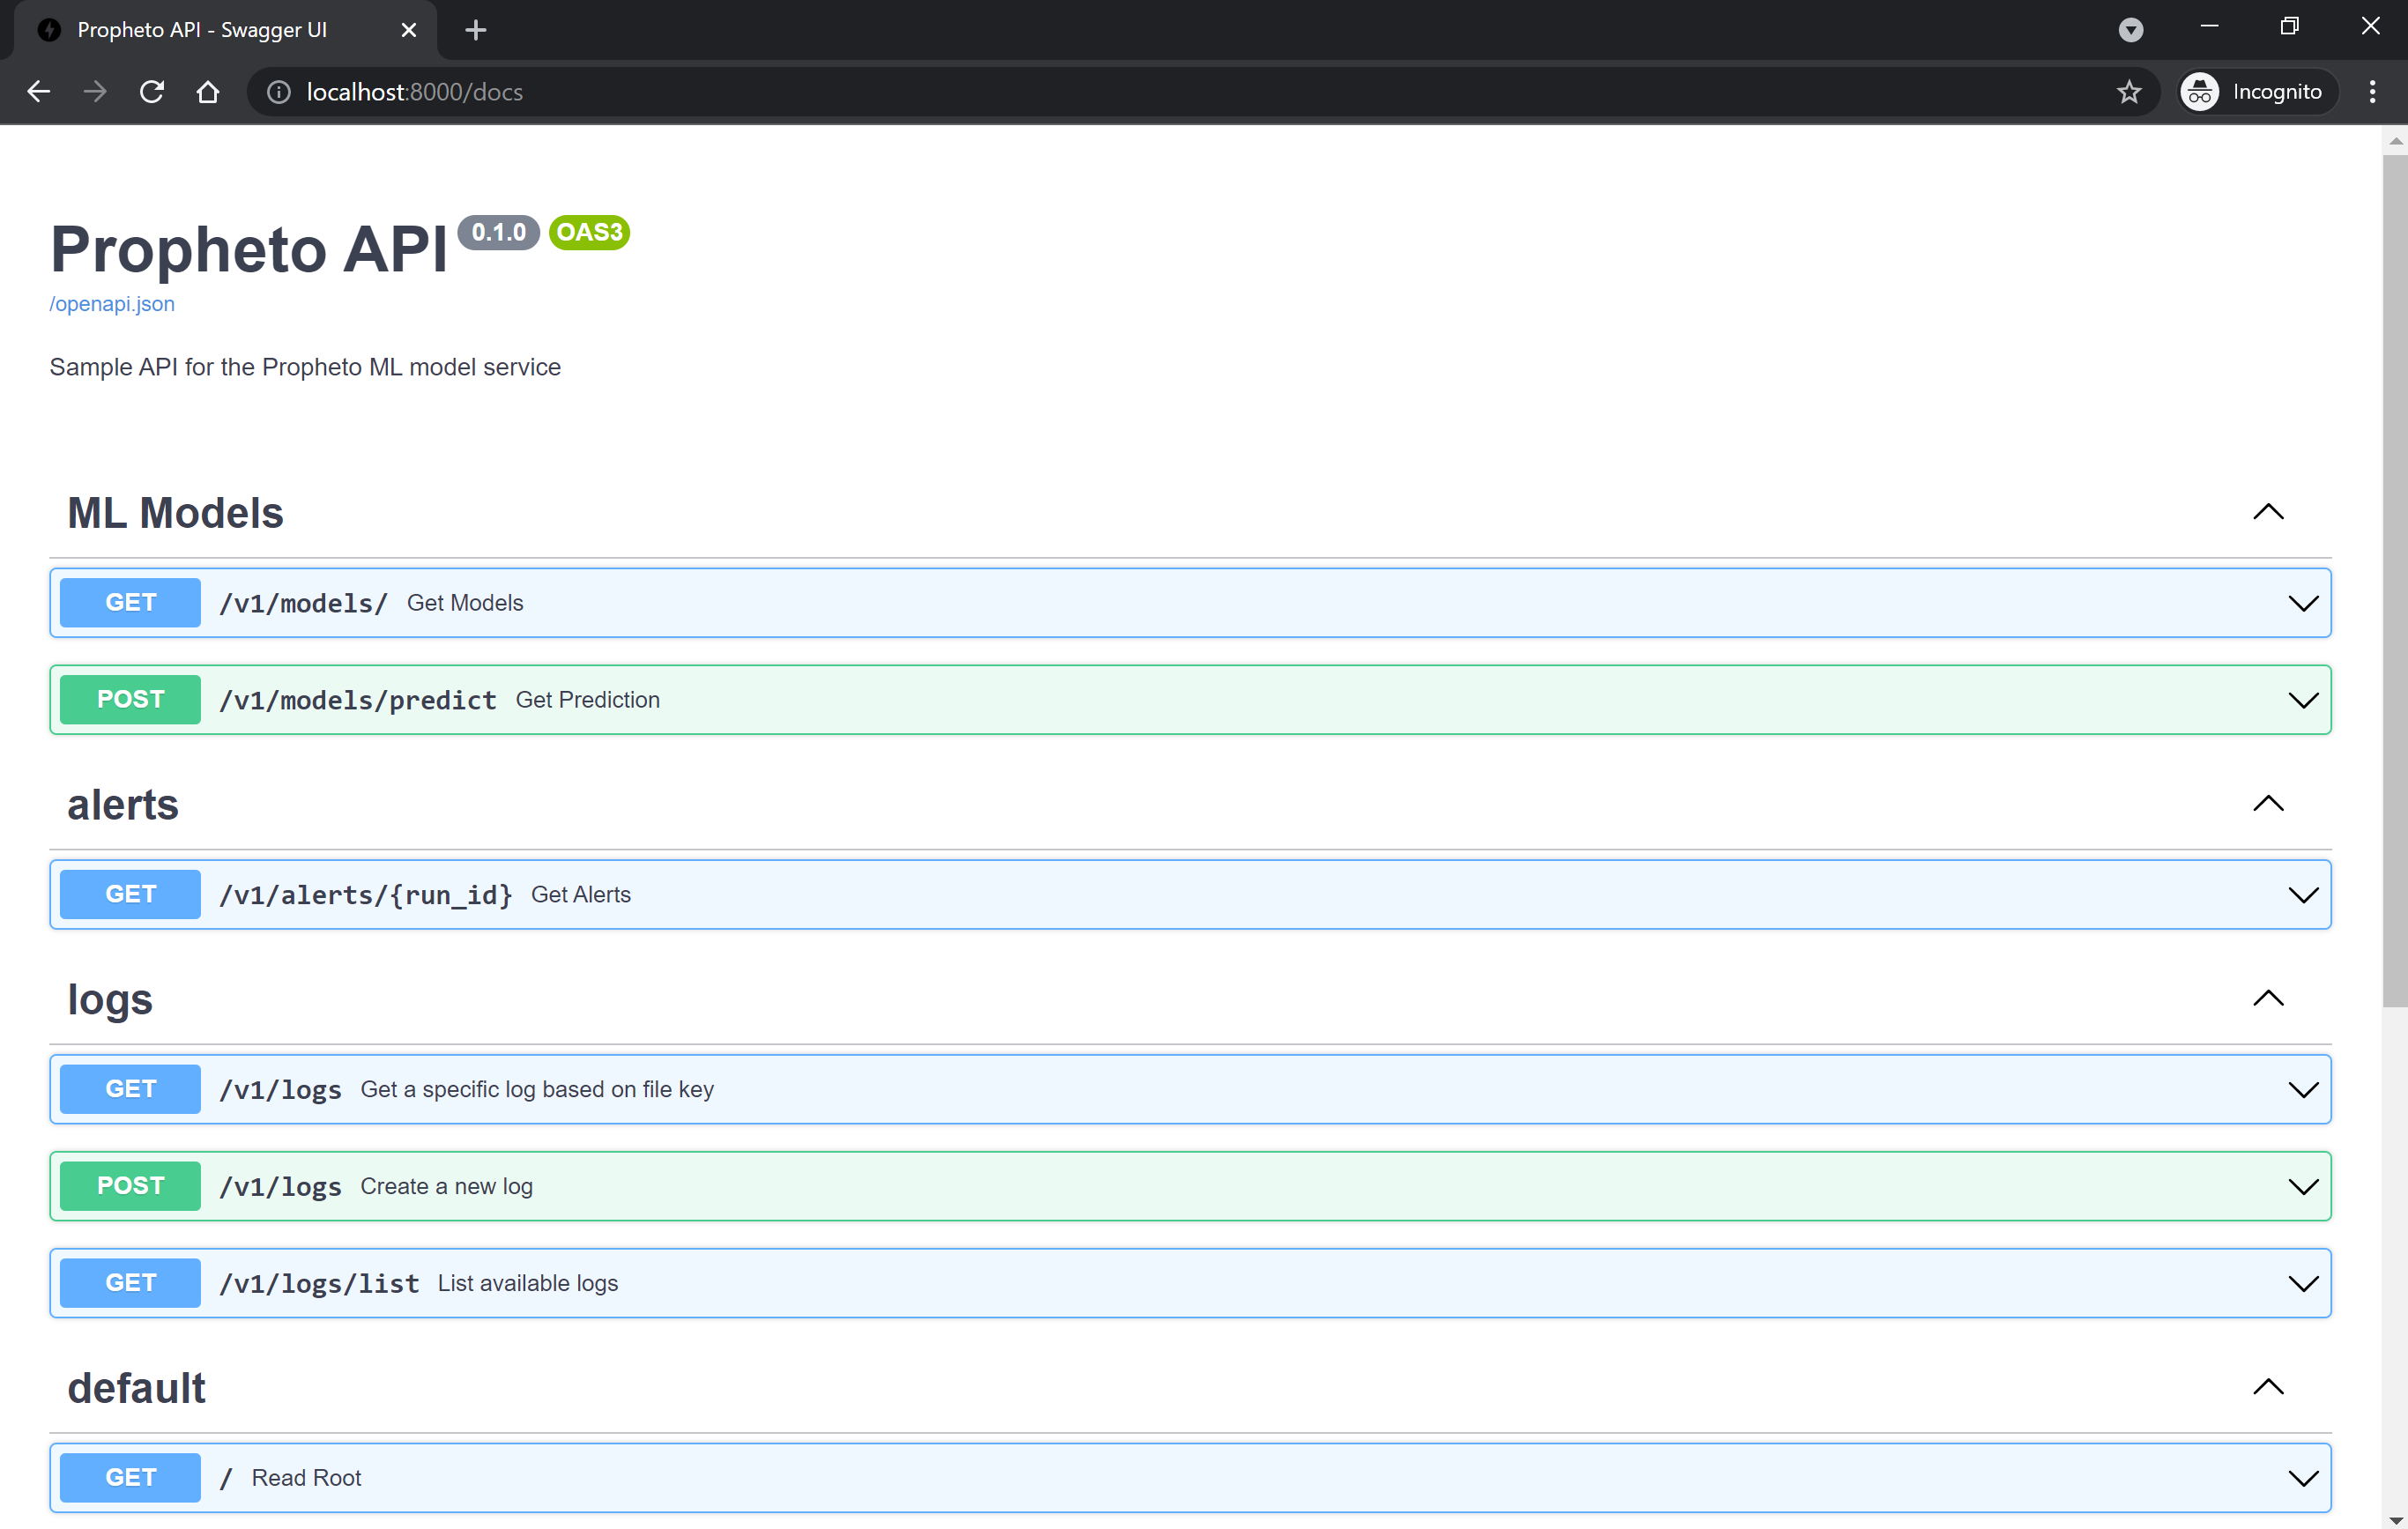 Propheto API - Swagger UI
localhost:8000/docs
Incognito
Propheto API 0.1.0 OAS3
/openapi.json
Sample API for the Propheto ML model service
ML Models
GET /v1/models/ Get Models
POST /v1/models/predict Get Prediction
alerts
GET /v1/alerts/{run_id} Get Alerts
logs
GET /v1/logs Get a specific log based on file key
POST /v1/logs Create a new log
GET /v1/logs/list List available logs
default
GET / Read Root